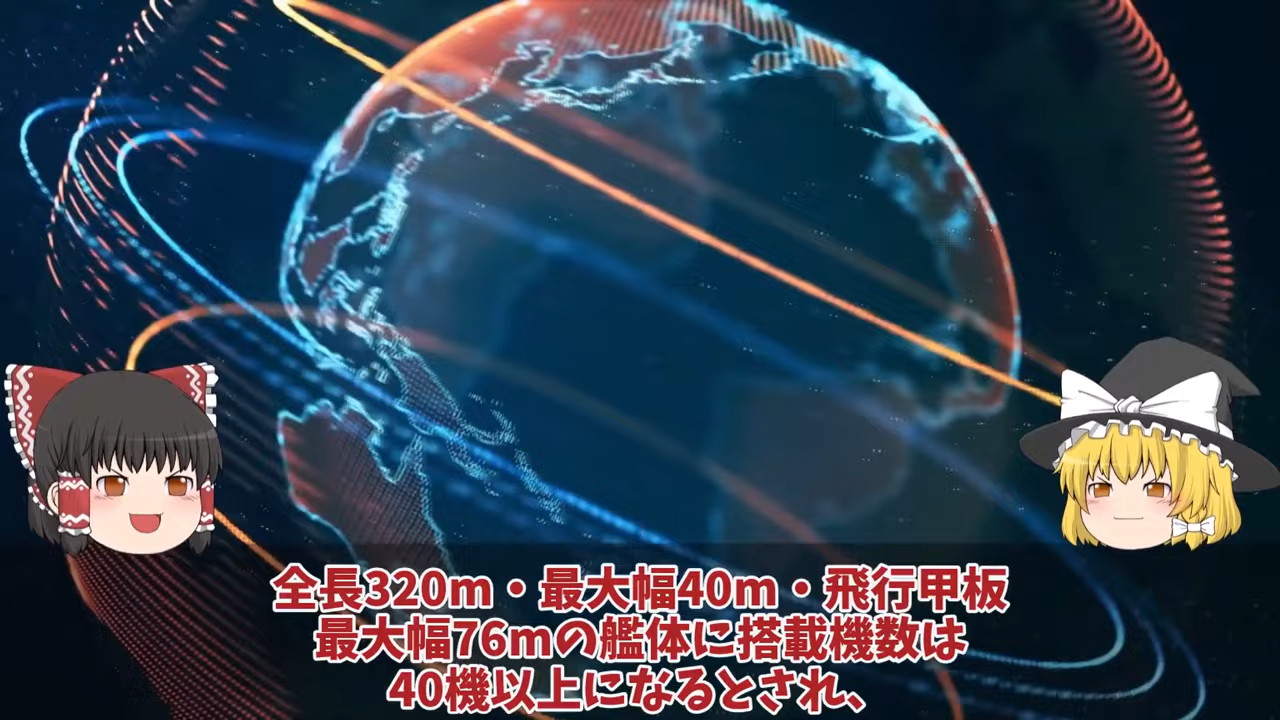 全長320m・最大幅40m・飛行甲板
最大幅76mの艦体に搭載機数は
40機以上になるとされ、